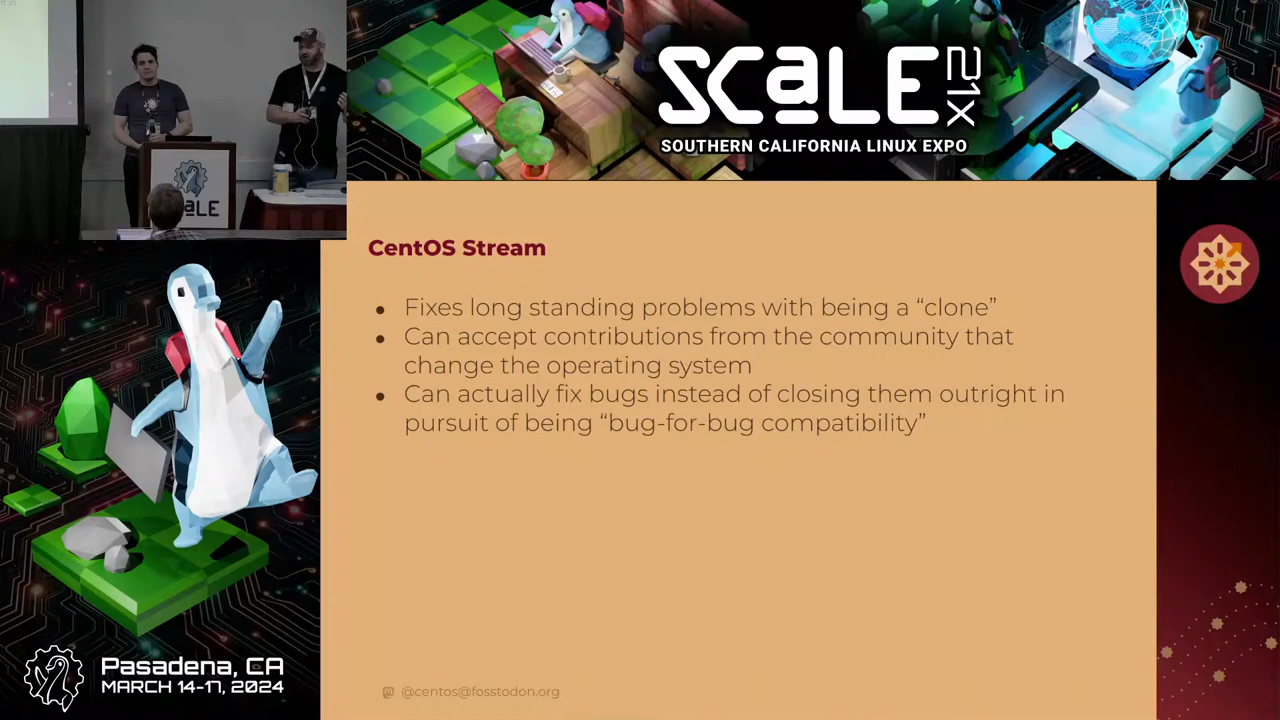 SCaLE
21X
SOUTHERN CALIFORNIA LINUX EXPO
CentOS Stream
Fixes long standing problems with being a “clone”
Can accept contributions from the community that
change the operating system
Can actually fix bugs instead of closing them outright in
pursuit of being “bug-for-bug compatibility”
@centos@fosstodon.org
Pasadena, CA
MARCH 14-17, 2024